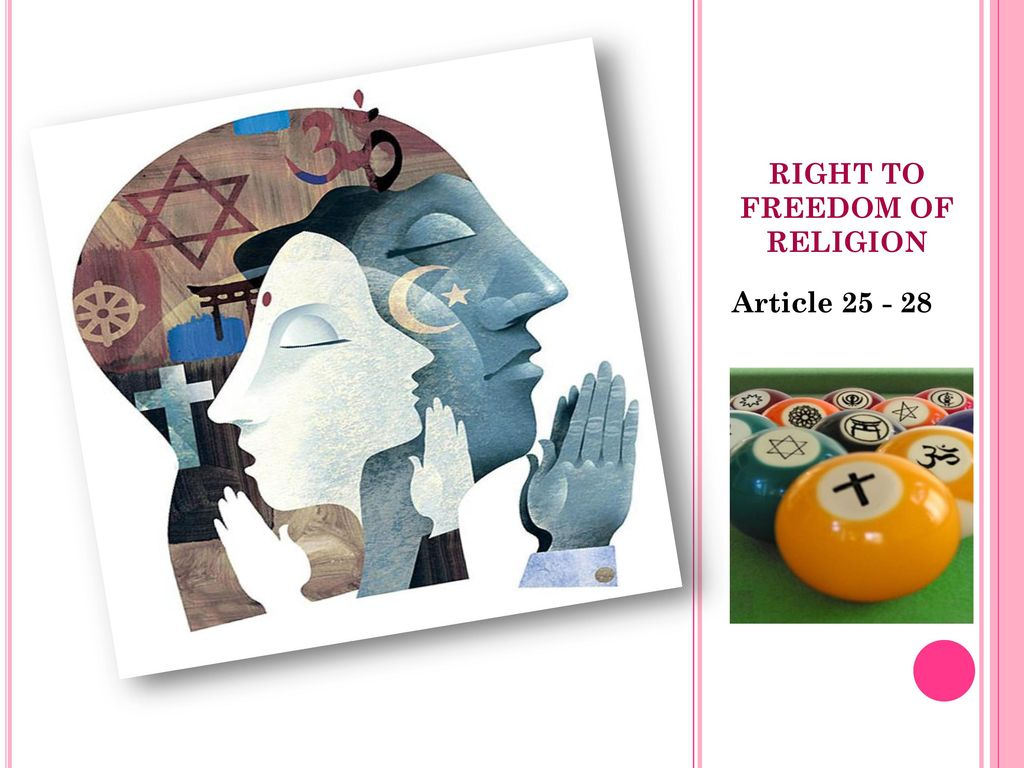 RIGHT TO
FREEDOM OF
RELIGION
Article 25 - 28